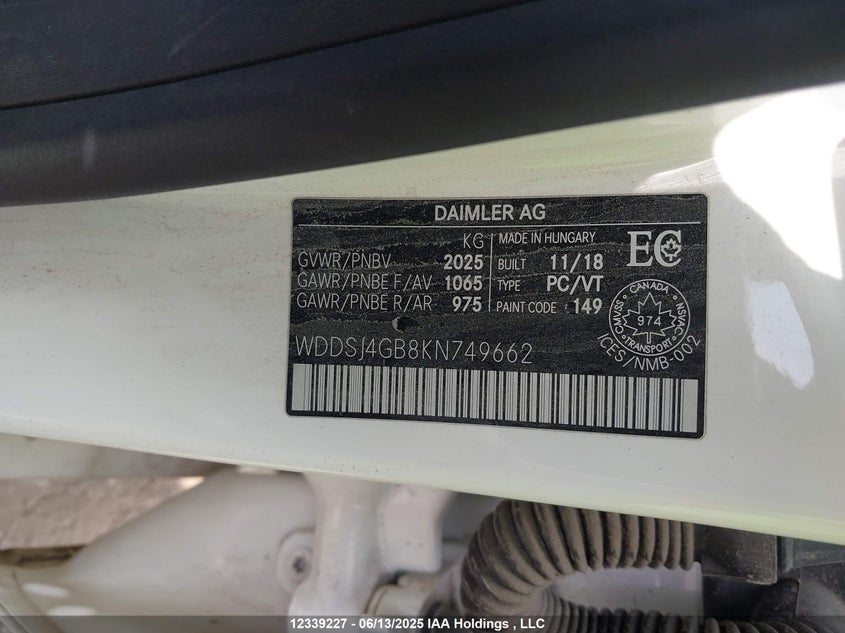 DAIMLER AG
KG
GVWR/PNBV 2025
GAWR/PNBE F/AV 1065
GAWR/PNBE R/AR 975
MADE IN HUNGARY
BUILT 11/18
TYPE PC/VT
PAINT CODE 149
EC
CANADA
CMVSS NSVAC
974
TRANSPORT
ICES/NMB-002
WDDSJ4GB8KN749662
12339227 - 06/13/2025 IAA Holdings, LLC